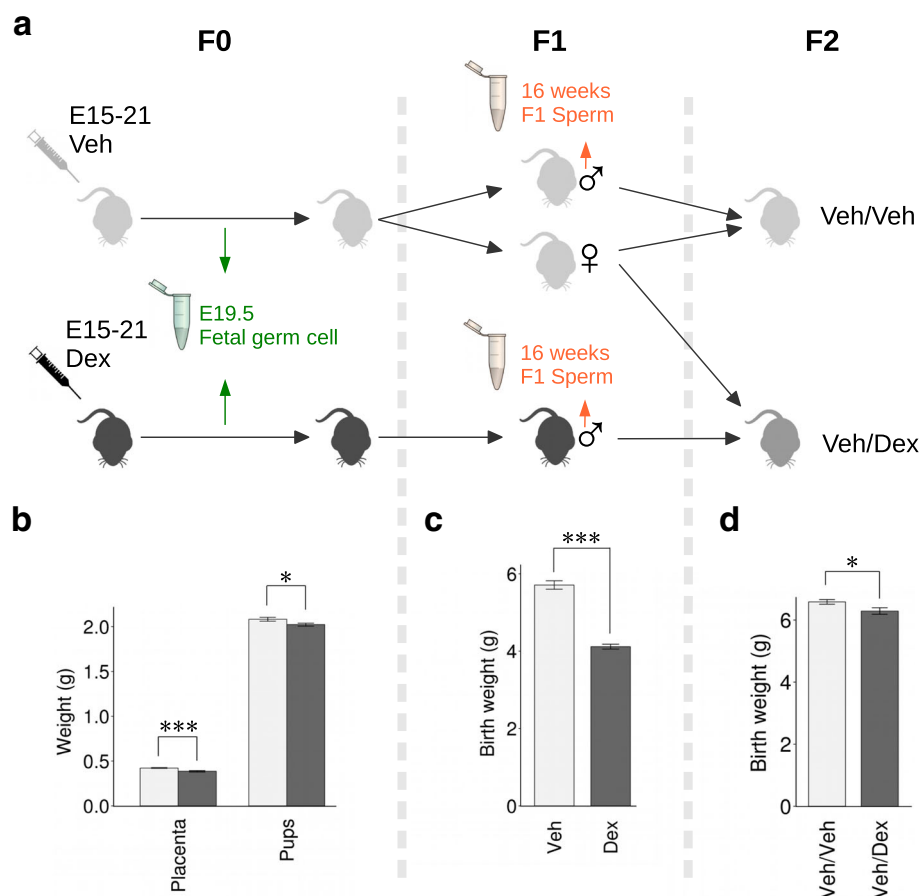 a
F0
F1
F2
E15-21
Veh
16 weeks
F1 Sperm
♂
♀
Veh/Veh
E19.5
Fetal germ cell
E15-21
Dex
16 weeks
F1 Sperm
♂
Veh/Dex
b
Weight (g)
2.0
1.5
1.0
0.5
0.0
***
*
Placenta
Pups
c
Birth weight (g)
6
4
2
0
***
Veh
Dex
d
Birth weight (g)
6
4
2
0
*
Veh/Veh
Veh/Dex